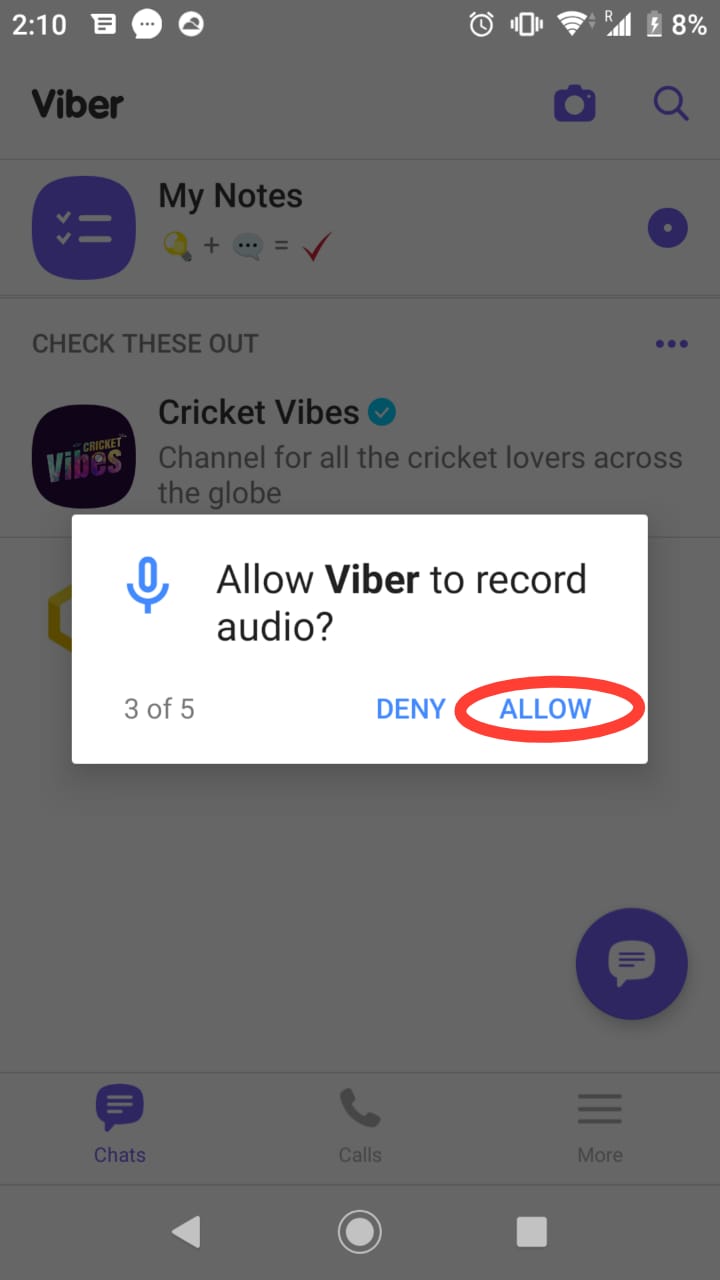 2:10
R
8%
Viber
My Notes
+ =
CHECK THESE OUT
Cricket Vibes
CRICKET
Vibes
Channel for all the cricket lovers across
the globe
Allow Viber to record
audio?
3 of 5 DENY ALLOW
Chats Calls More